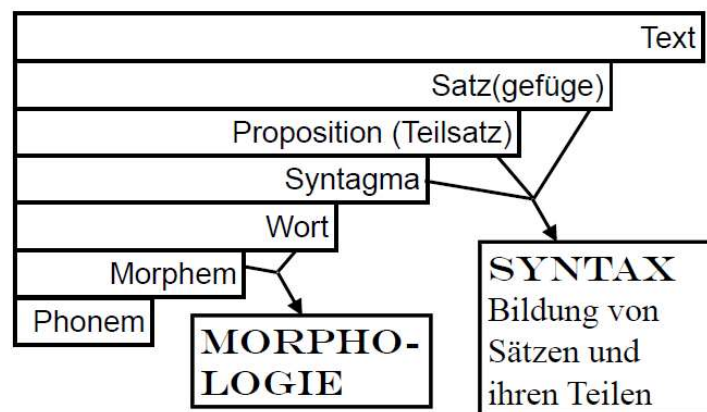 Text
Satz(gefüge)
Proposition (Teilsatz)
Syntagma
Wort
Morphem
Phonem
MORPHO-
LOGIE
SYNTAX
Bildung von
Sätzen und
ihren Teilen